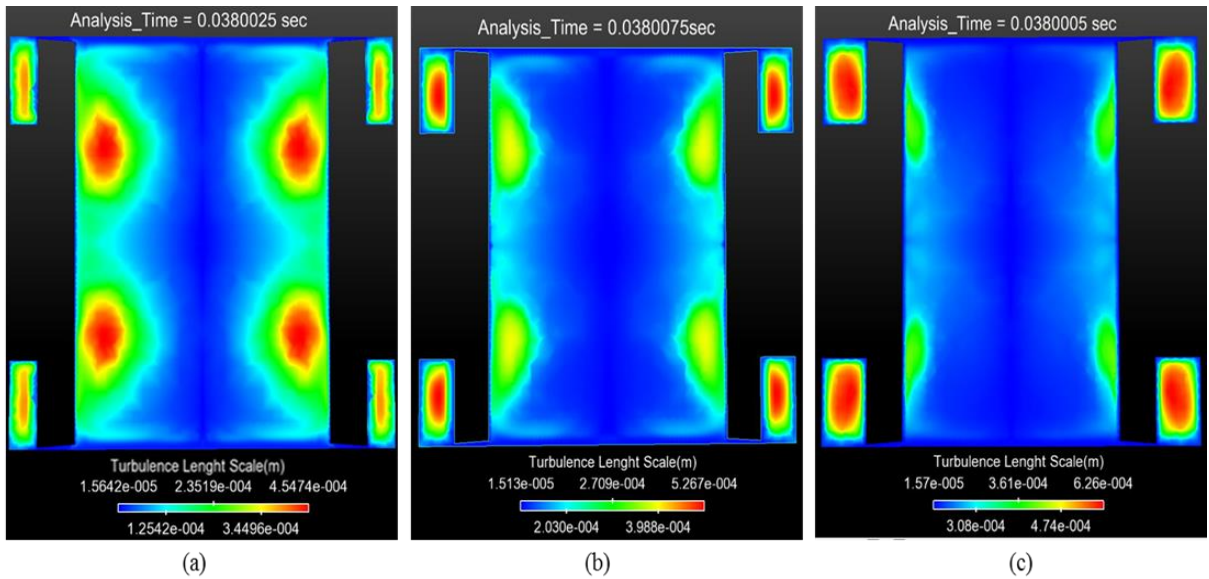 Analysis_Time = 0.0380025 sec
Turbulence Lenght Scale(m)
1.5642e-005 2.3519e-004 4.5474e-004
1.2542e-004 3.4496e-004
(a)
Analysis_Time = 0.0380075sec
Turbulence Lenght Scale(m)
1.513e-005 2.709e-004 5.267e-004
2.030e-004 3.988e-004
(b)
Analysis_Time = 0.0380005 sec
Turbulence Lenght Scale(m)
1.57e-005 3.61e-004 6.26e-004
3.08e-004 4.74e-004
(c)